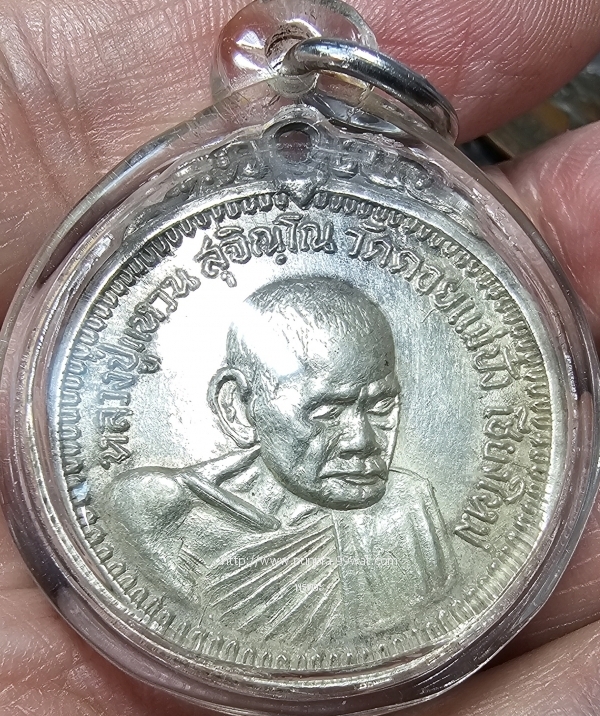 หลวงปู่แหวน สุจิณฺโณ วัดดอยแม่ปั๋ง เชียงใหม่